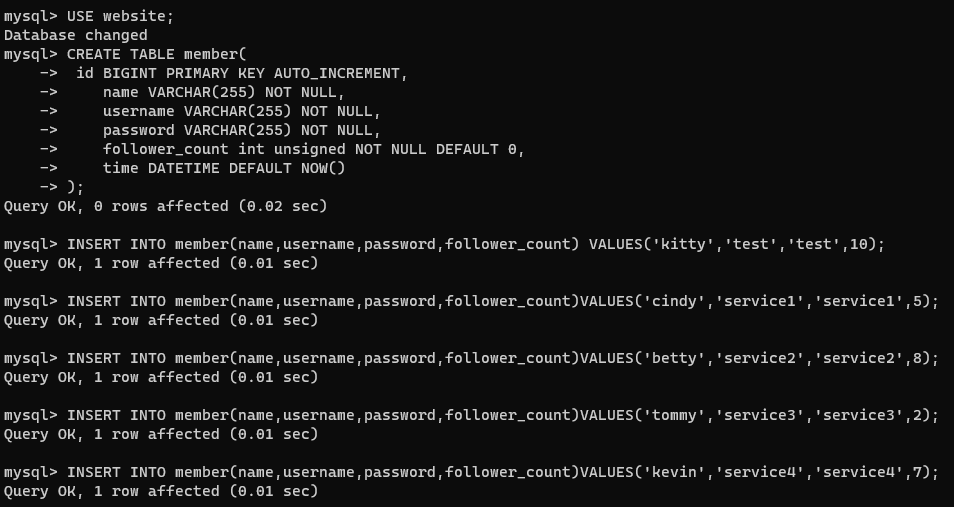 mysql> USE website;
Database changed
mysql> CREATE TABLE member(
    ->  id BIGINT PRIMARY KEY AUTO_INCREMENT,
    ->     name VARCHAR(255) NOT NULL,
    ->     username VARCHAR(255) NOT NULL,
    ->     password VARCHAR(255) NOT NULL,
    ->     follower_count int unsigned NOT NULL DEFAULT 0,
    ->     time DATETIME DEFAULT NOW()
    -> );
Query OK, 0 rows affected (0.02 sec)

mysql> INSERT INTO member(name,username,password,follower_count) VALUES('kitty','test','test',10);
Query OK, 1 row affected (0.01 sec)

mysql> INSERT INTO member(name,username,password,follower_count)VALUES('cindy','service1','service1',5);
Query OK, 1 row affected (0.01 sec)

mysql> INSERT INTO member(name,username,password,follower_count)VALUES('betty','service2','service2',8);
Query OK, 1 row affected (0.01 sec)

mysql> INSERT INTO member(name,username,password,follower_count)VALUES('tommy','service3','service3',2);
Query OK, 1 row affected (0.01 sec)

mysql> INSERT INTO member(name,username,password,follower_count)VALUES('kevin','service4','service4',7);
Query OK, 1 row affected (0.01 sec)